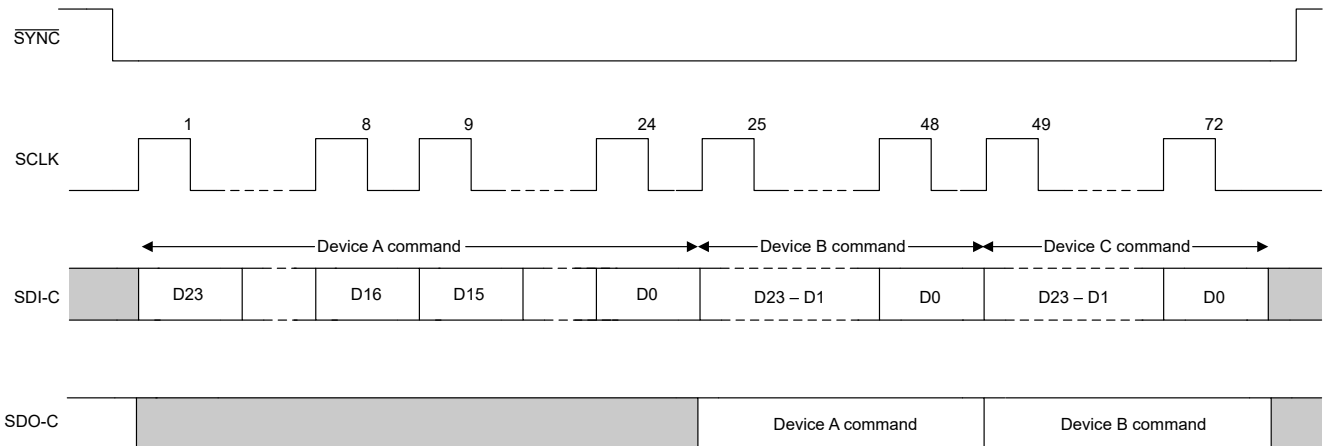 SYNC
1 8 9 24 25 48 49 72
SCLK
Device A command Device B command Device C command
SDI-C D23 D16 D15 D0 D23 – D1 D0 D23 – D1 D0
SDO-C Device A command Device B command